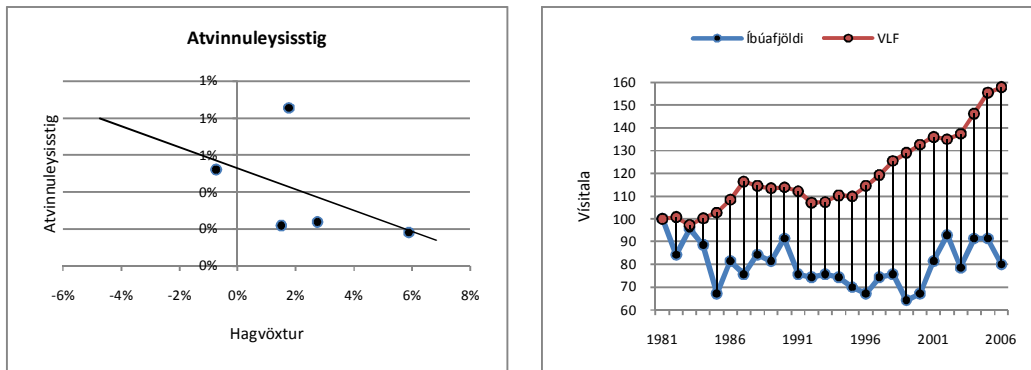 Atvinnuleysisstig
Atvinnuleysisstig
1%
1%
1%
0%
0%
0%
-6% -4% -2% 0% 2% 4% 6% 8%
Hagvöxtur
Íbúafjöldi VLF
Vísitala
160
150
140
130
120
110
100
90
80
70
60
1981 1986 1991 1996 2001 2006